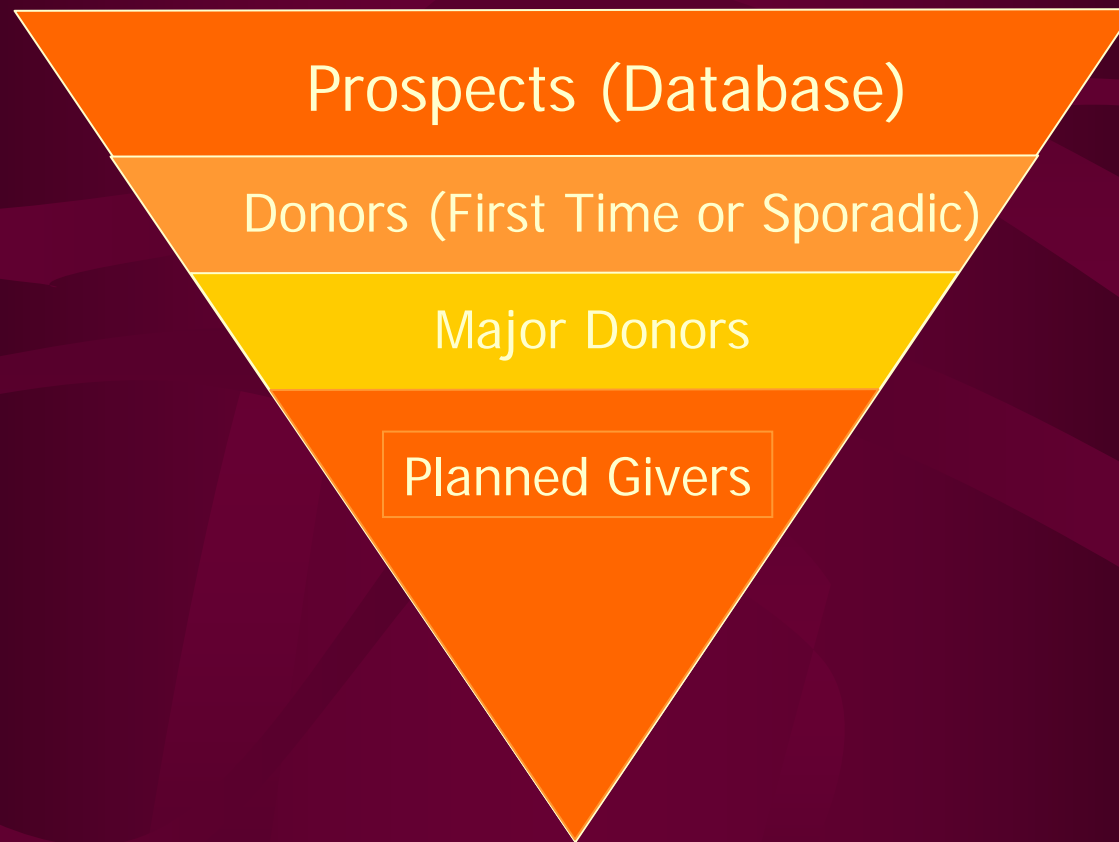 Prospects (Database)
Donors (First Time or Sporadic)
Major Donors
Planned Givers